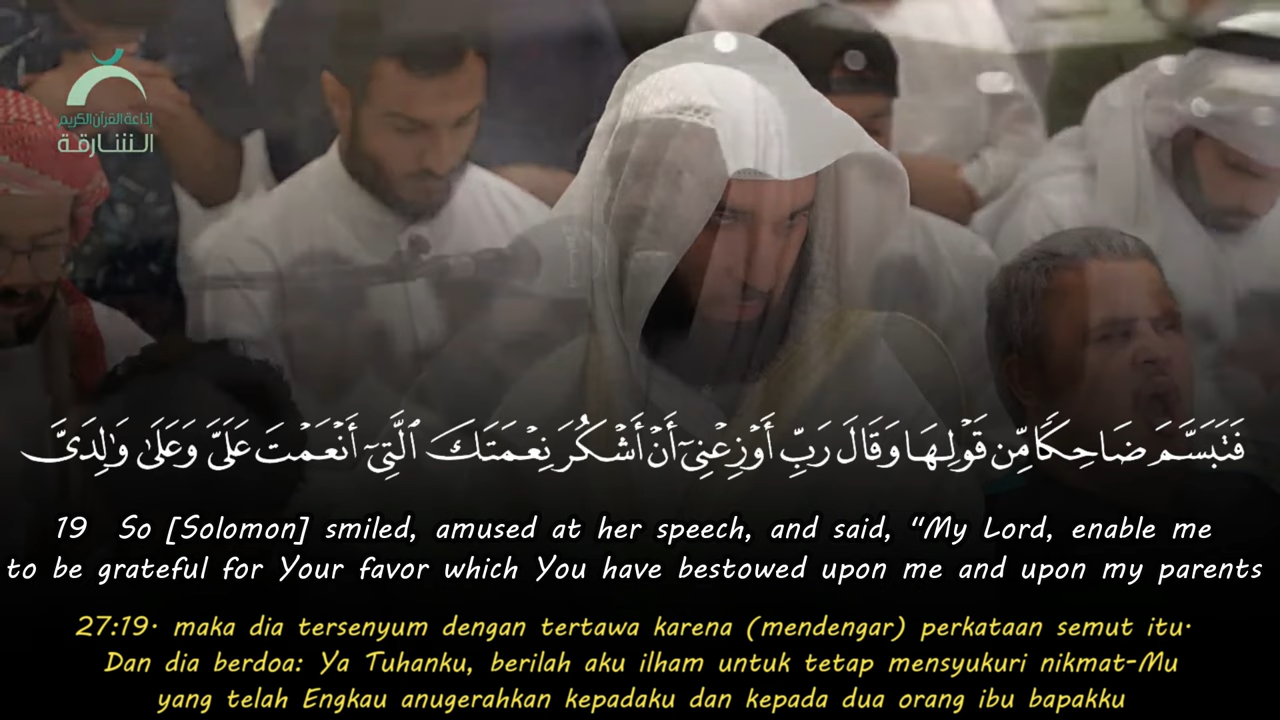 إذاعة القرآن الكريم
الشارقة
فَتَبَسَّمَ ضَاحِكًا مِّن قَوْلِهَا وَقَالَ رَبِّ أَوْزِعْنِىٓ أَنْ أَشْكُرَ نِعْمَتَكَ ٱلَّتِىٓ أَنْعَمْتَ عَلَىَّ وَعَلَىٰ وَٰلِدَىَّ
19 So [Solomon] smiled, amused at her speech, and said, “My Lord, enable me
to be grateful for Your favor which You have bestowed upon me and upon my parents
27:19· maka dia tersenyum dengan tertawa karena (mendengar) perkataan semut itu·
Dan dia berdoa: Ya Tuhanku, berilah aku ilham untuk tetap mensyukuri nikmat-Mu
yang telah Engkau anugerahkan kepadaku dan kepada dua orang ibu bapakku